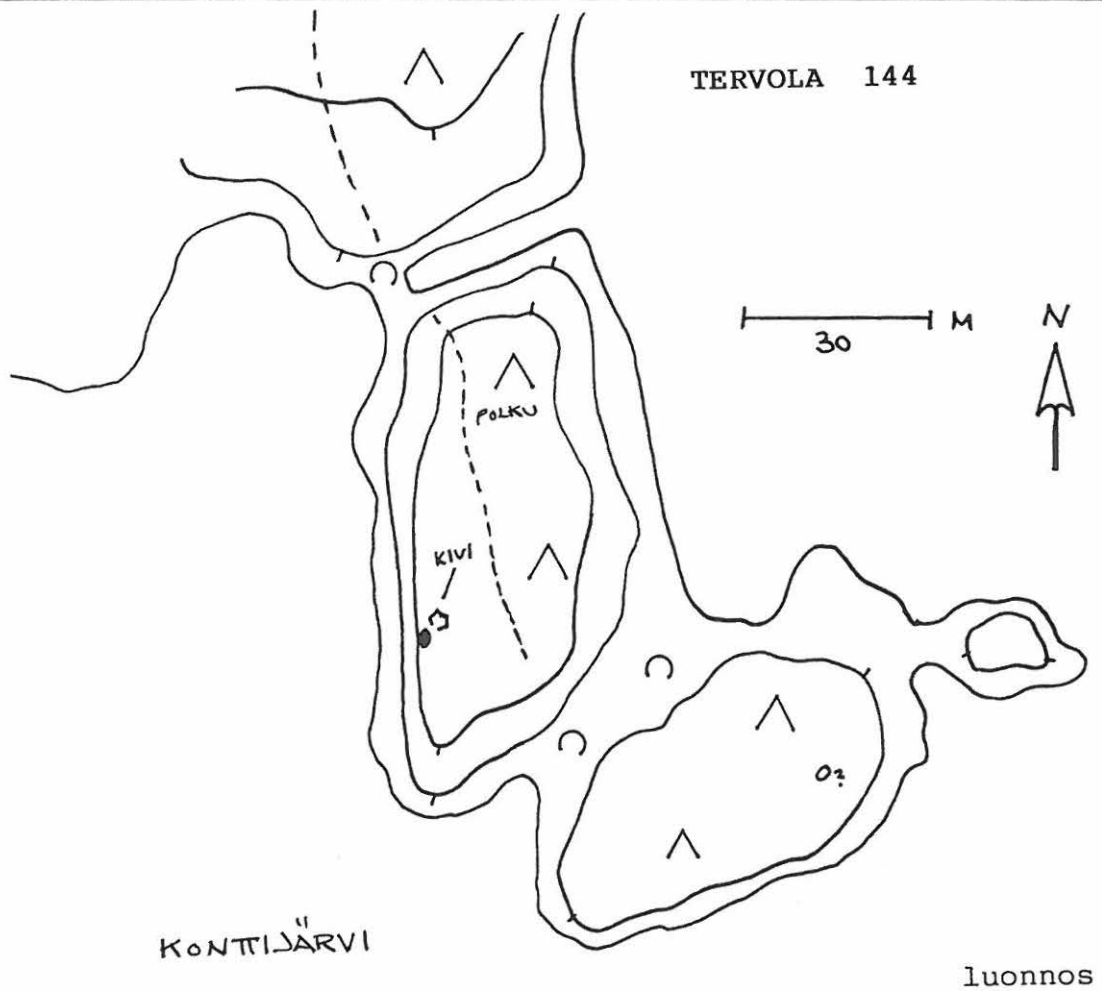 TERVOLA 144
30 M N
POLKU
KIVI
O?
KONTTIJÄRVI
luonnos